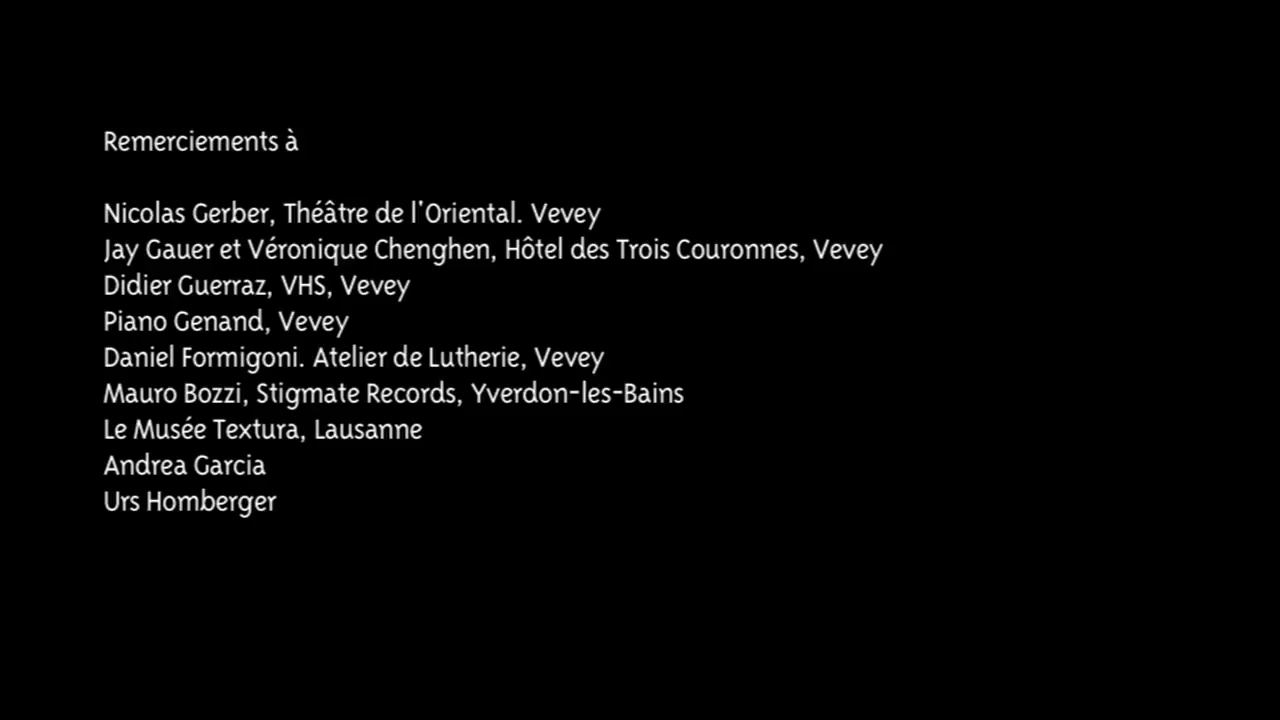 Remerciements à
Nicolas Gerber, Théâtre de l'Oriental. Vevey
Jay Gauer et Véronique Chenghen, Hôtel des Trois Couronnes, Vevey
Didier Guerraz, VHS, Vevey
Piano Genand, Vevey
Daniel Formigoni. Atelier de Lutherie, Vevey
Mauro Bozzi, Stigmate Records, Yverdon-les-Bains
Le Musée Textura, Lausanne
Andrea Garcia
Urs Homberger